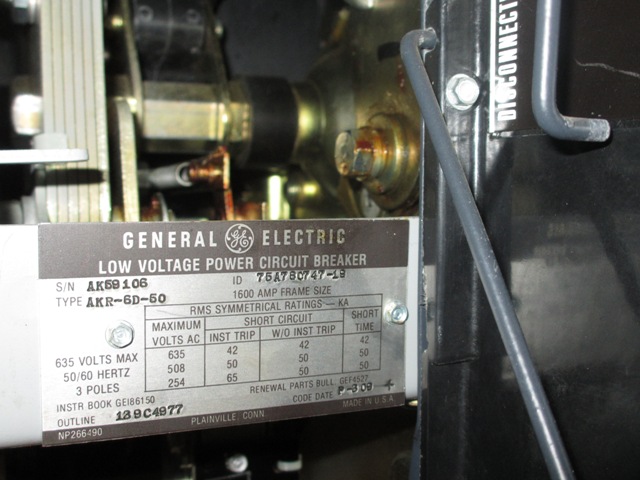 DISCONNECT
GENERAL GE ELECTRIC
LOW VOLTAGE POWER CIRCUIT BREAKER
S/N AK59106 ID 75A780747-19
TYPE AKR-6D-50 1600 AMP FRAME SIZE
RMS SYMMETRICAL RATINGS — KA
MAXIMUM VOLTS AC SHORT CIRCUIT SHORT TIME
INST TRIP W/O INST TRIP
635 VOLTS MAX 635 42 42 42
50/60 HERTZ 508 50 50 50
3 POLES 254 65 50 50
INSTR BOOK GEI86150 RENEWAL PARTS BULL. GEF4527
OUTLINE 139C4977 CODE DATE P-309 4
NP266490 PLAINVILLE, CONN. MADE IN U.S.A.